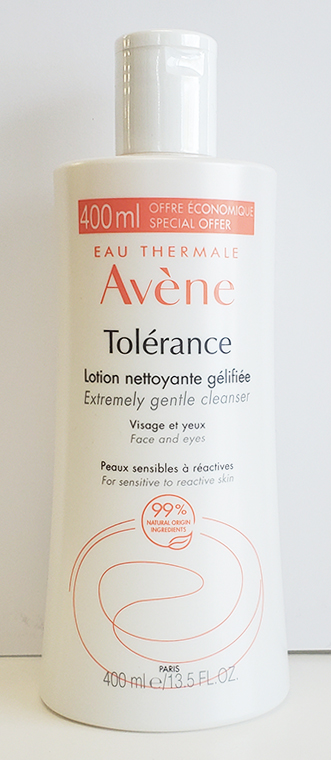 400ml OFFRE ÉCONOMIQUE
SPECIAL OFFER
EAU THERMALE
Avène
Tolérance
Lotion nettoyante gélifiée
Extremely gentle cleanser
Visage et yeux
Face and eyes
Peaux sensibles à réactives
For sensitive to reactive skin
99%
NATURAL ORIGIN
INGREDIENTS
PARIS
400 ml ℮/13.5 FL.OZ.